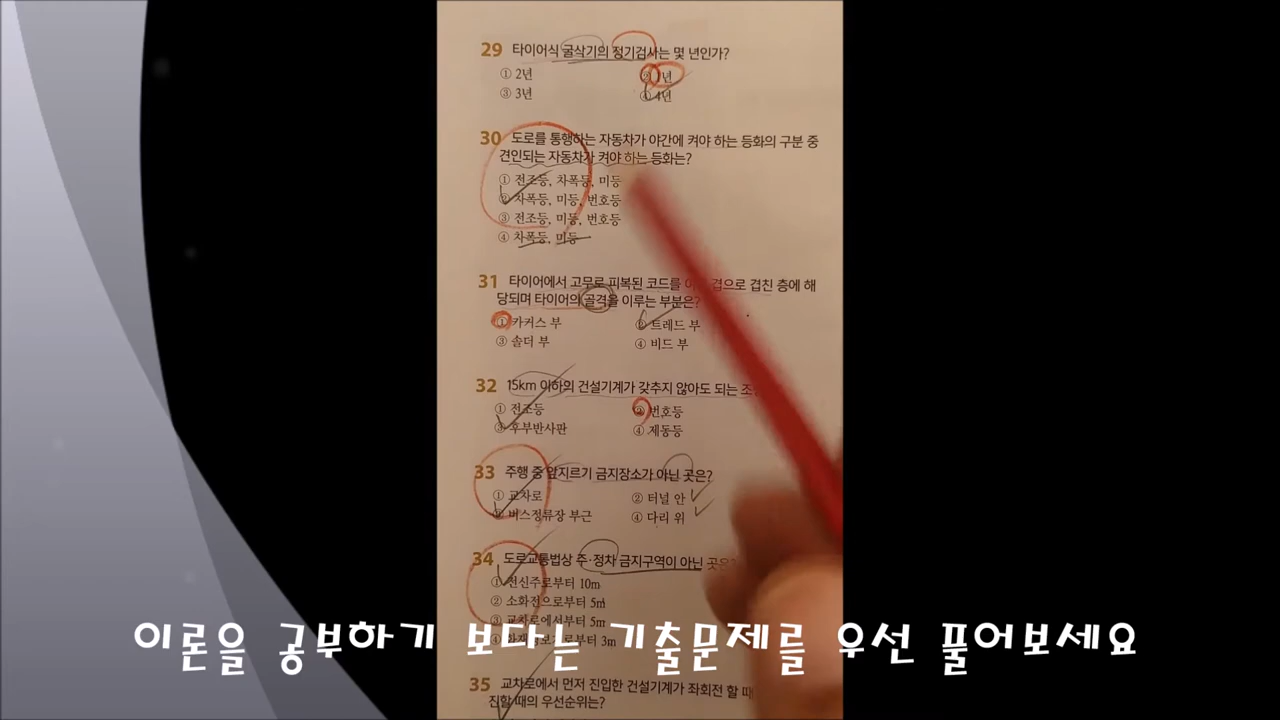 29 타이어식 굴삭기의 정기검사는 몇 년인가?
① 2년 ② 1년
③ 3년 ④ 4년
30 도로를 통행하는 자동차가 야간에 켜야 하는 등화의 구분 중
견인되는 자동차가 켜야 하는 등화는?
① 전조등, 차폭등, 미등
② 차폭등, 미등, 번호등
③ 전조등, 미등, 번호등
④ 차폭등, 미등
31 타이어에서 고무로 피복된 코드를 여러 겹으로 겹친 층에 해
당되며 타이어의 골격을 이루는 부분은?
① 카커스 부 ② 트레드 부
③ 숄더 부 ④ 비드 부
32 15km 이하의 건설기계가 갖추지 않아도 되는
① 전조등 ② 번호등
③ 후부반사판 ④ 제동등
33 주행 중 앞지르기 금지장소가 아닌 곳은?
① 교차로 ② 터널 안
③ 버스정류장 부근 ④ 다리 위
34 도로교통법상 주·정차 금지구역이 아닌 곳은?
① 전신주로부터 10m
② 소화전으로부터 5m
③ 교차로에서부터 5m
④ 3m
이론을 공부하기 보다는 기출문제를 우선 풀어보세요
35 교차로에서 먼저 진입한 건설기계가 좌회전 할 때
진할 때의 우선순위는?